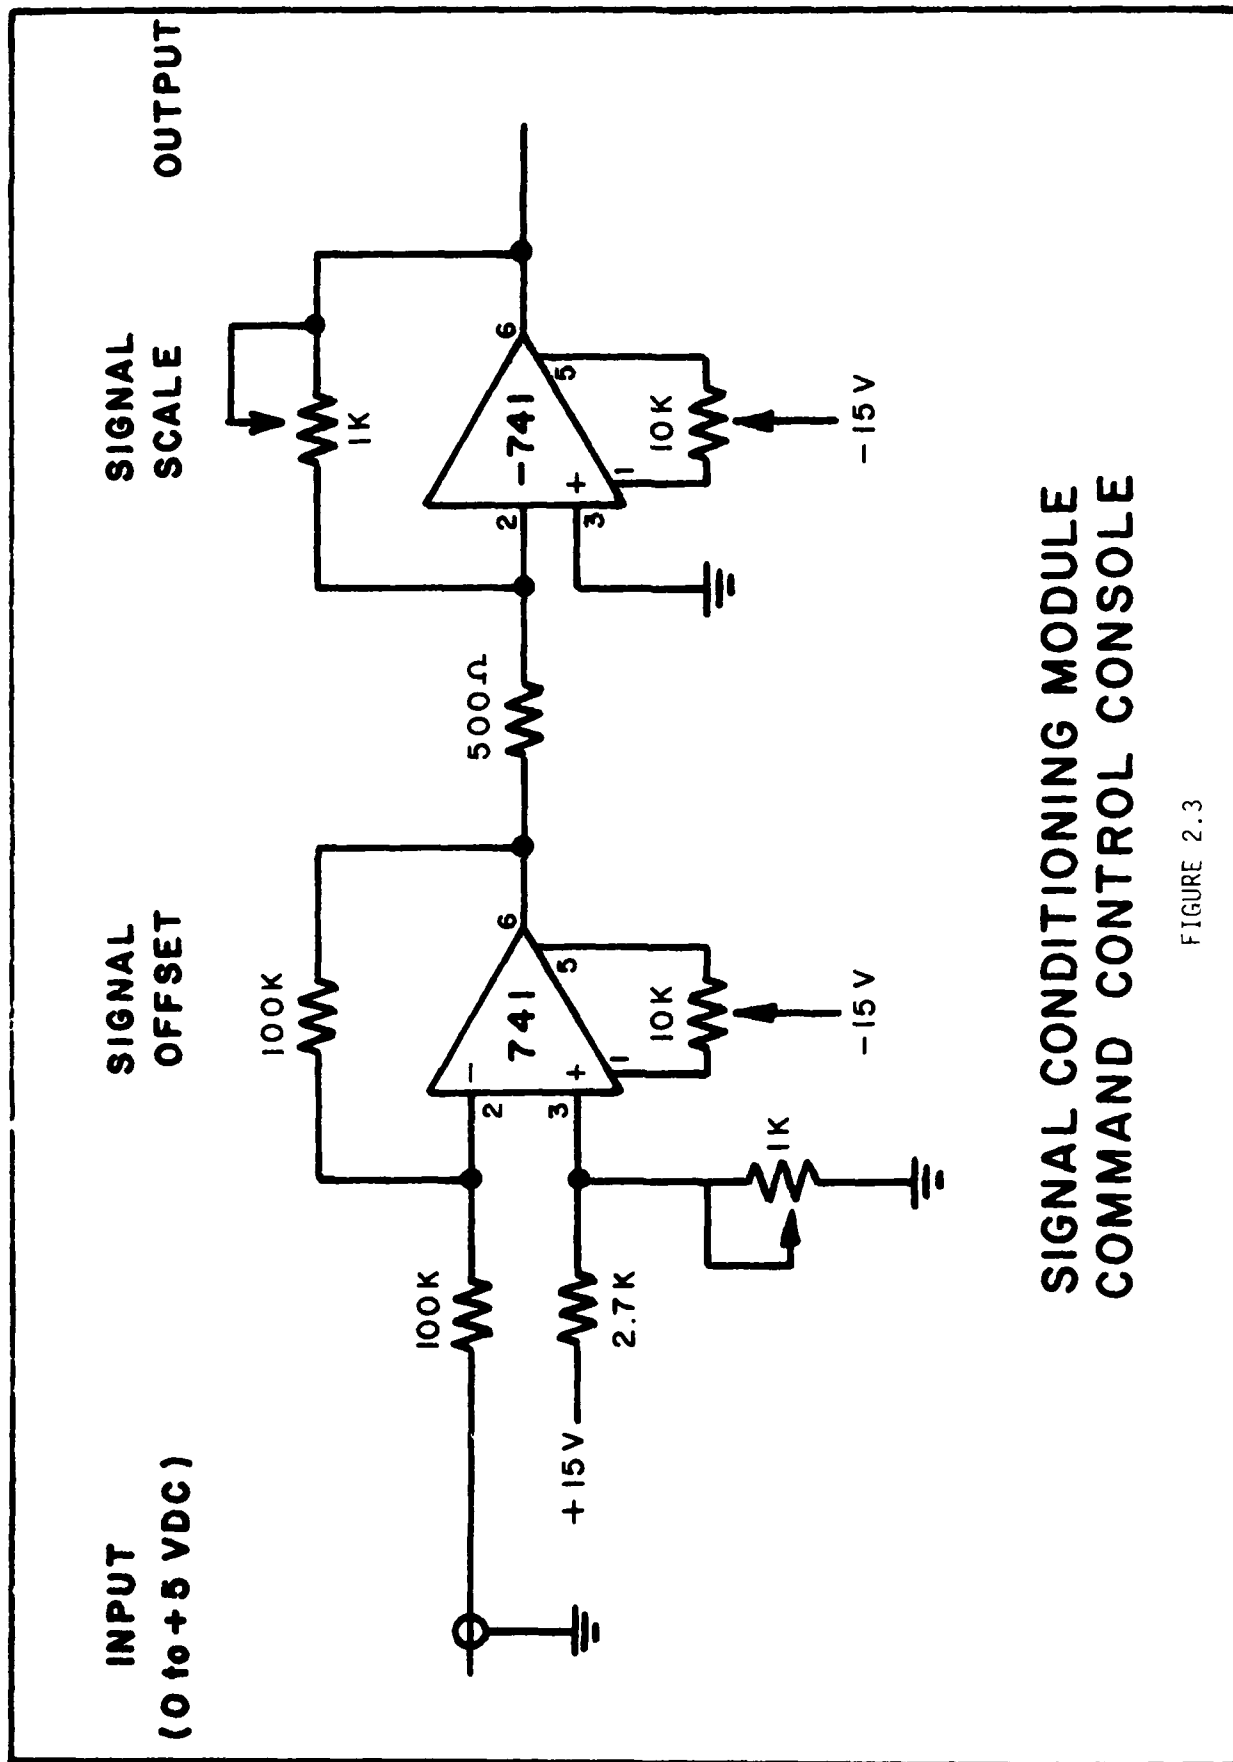 INPUT
(0 to +5 VDC)
SIGNAL
OFFSET
SIGNAL
SCALE
OUTPUT
100K
100K
2
-
741
6
3
+
5
1
+15V
2.7K
1K
10K
-15V
500Ω
1K
2
-741
6
3
+
5
1
10K
-15V
SIGNAL CONDITIONING MODULE
COMMAND CONTROL CONSOLE
FIGURE 2.3